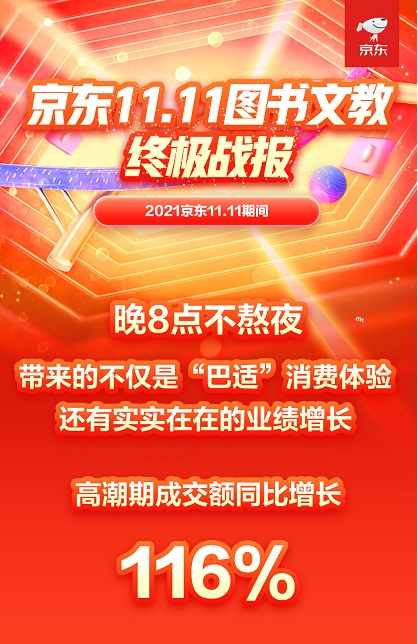 京东
京东11.11图书文教
终极战报
2021京东11.11期间
晚8点不熬夜
带来的不仅是“巴适”消费体验
还有实实在在的业绩增长
高潮期成交额同比增长
116%